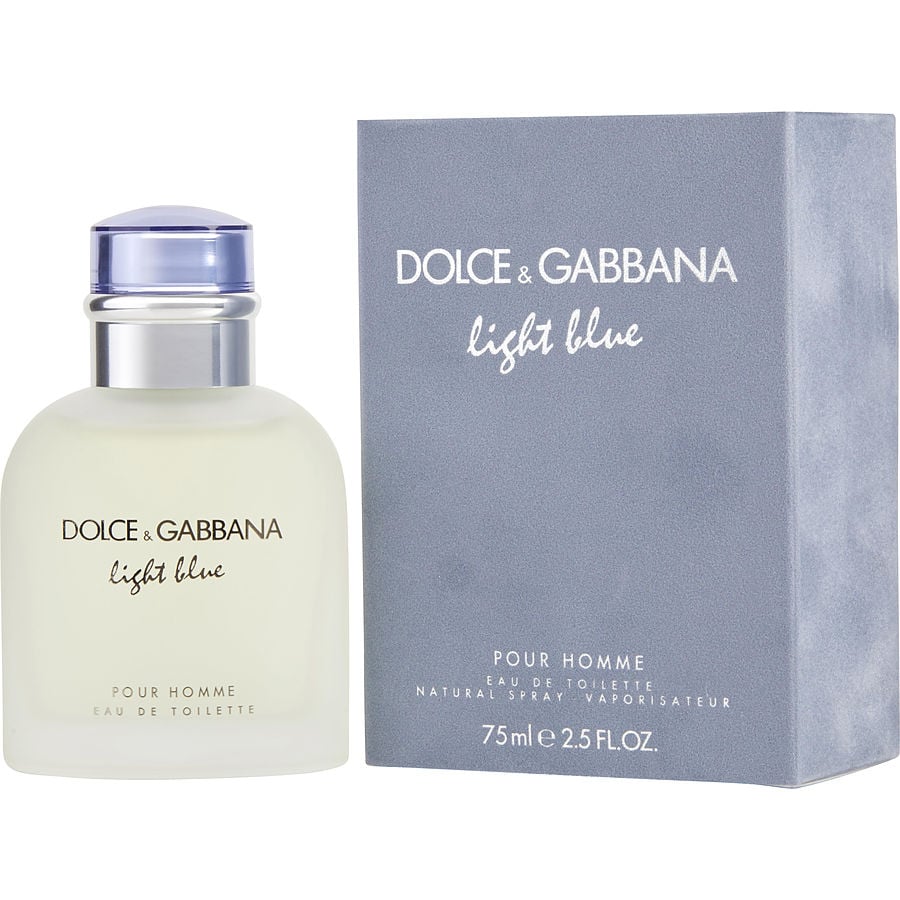 DOLCE & GABBANA
light blue
POUR HOMME
EAU DE TOILETTE
DOLCE & GABBANA
light blue
POUR HOMME
EAU DE TOILETTE
NATURAL SPRAY - VAPORISATEUR
75ml e 2.5 FL.OZ.